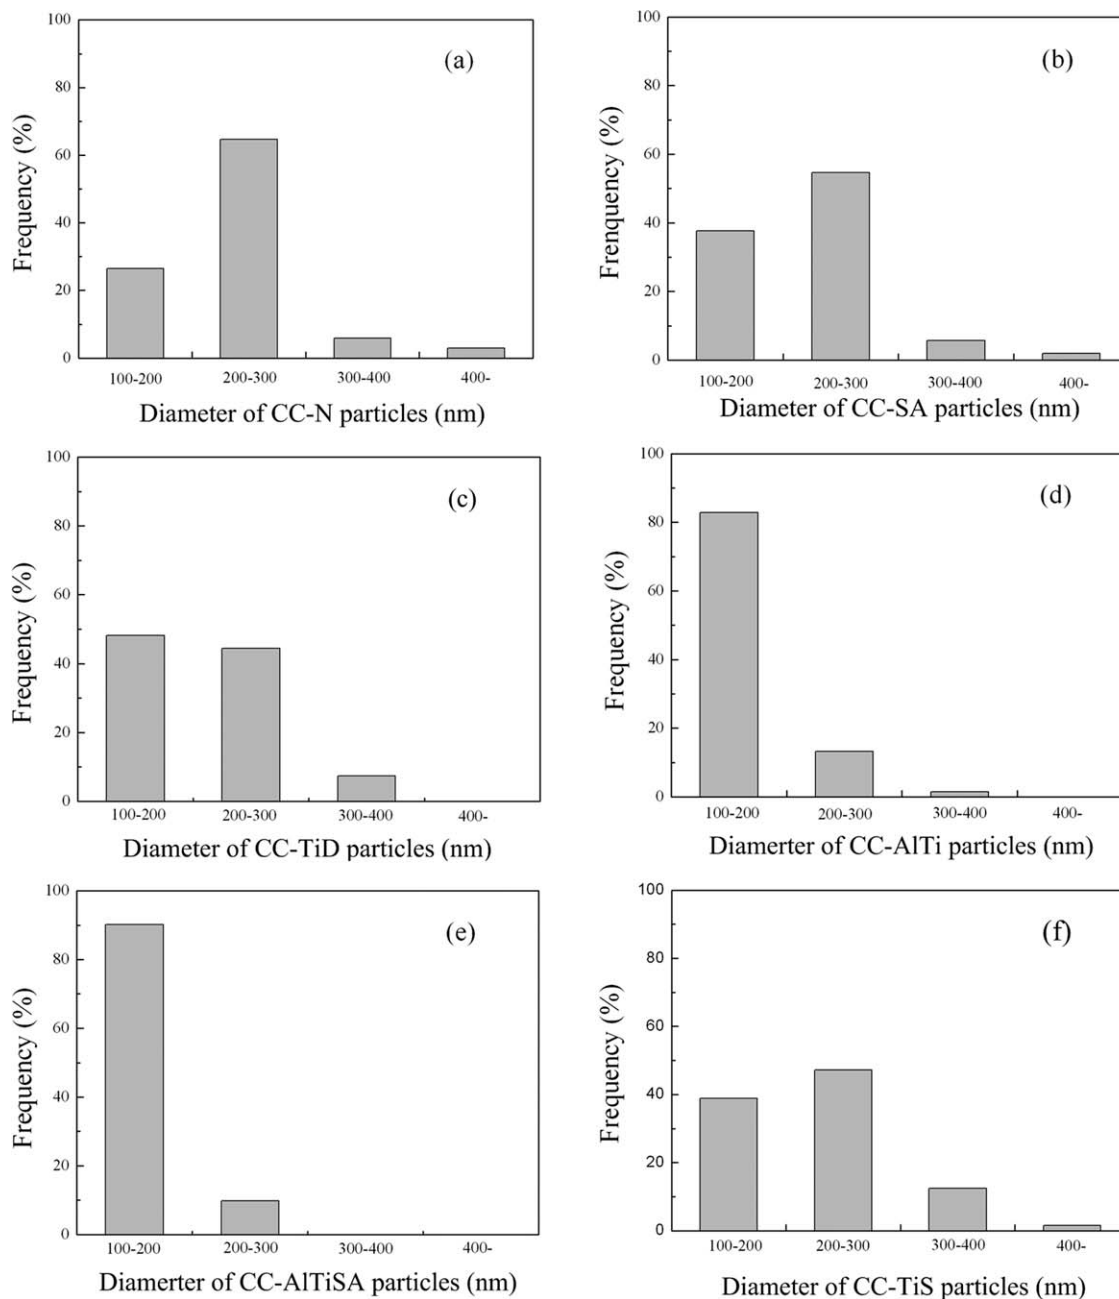 100
(a)
80
60
40
20
0
Frequency (%)
100-200 200-300 300-400 400-
Diameter of CC-N particles (nm)
100
(b)
80
60
40
20
0
Frenquency (%)
100-200 200-300 300-400 400-
Diameter of CC-SA particles (nm)
100
(c)
80
60
40
20
0
Frequency (%)
100-200 200-300 300-400 400-
Diameter of CC-TiD particles (nm)
100
(d)
80
60
40
20
0
Frequency (%)
100-200 200-300 300-400 400-
Diamerter of CC-AlTi particles (nm)
100
(e)
80
60
40
20
0
Frequency (%)
100-200 200-300 300-400 400-
Diamerter of CC-AlTiSA particles (nm)
100
(f)
80
60
40
20
0
Frequency (%)
100-200 200-300 300-400 400-
Diameter of CC-TiS particles (nm)